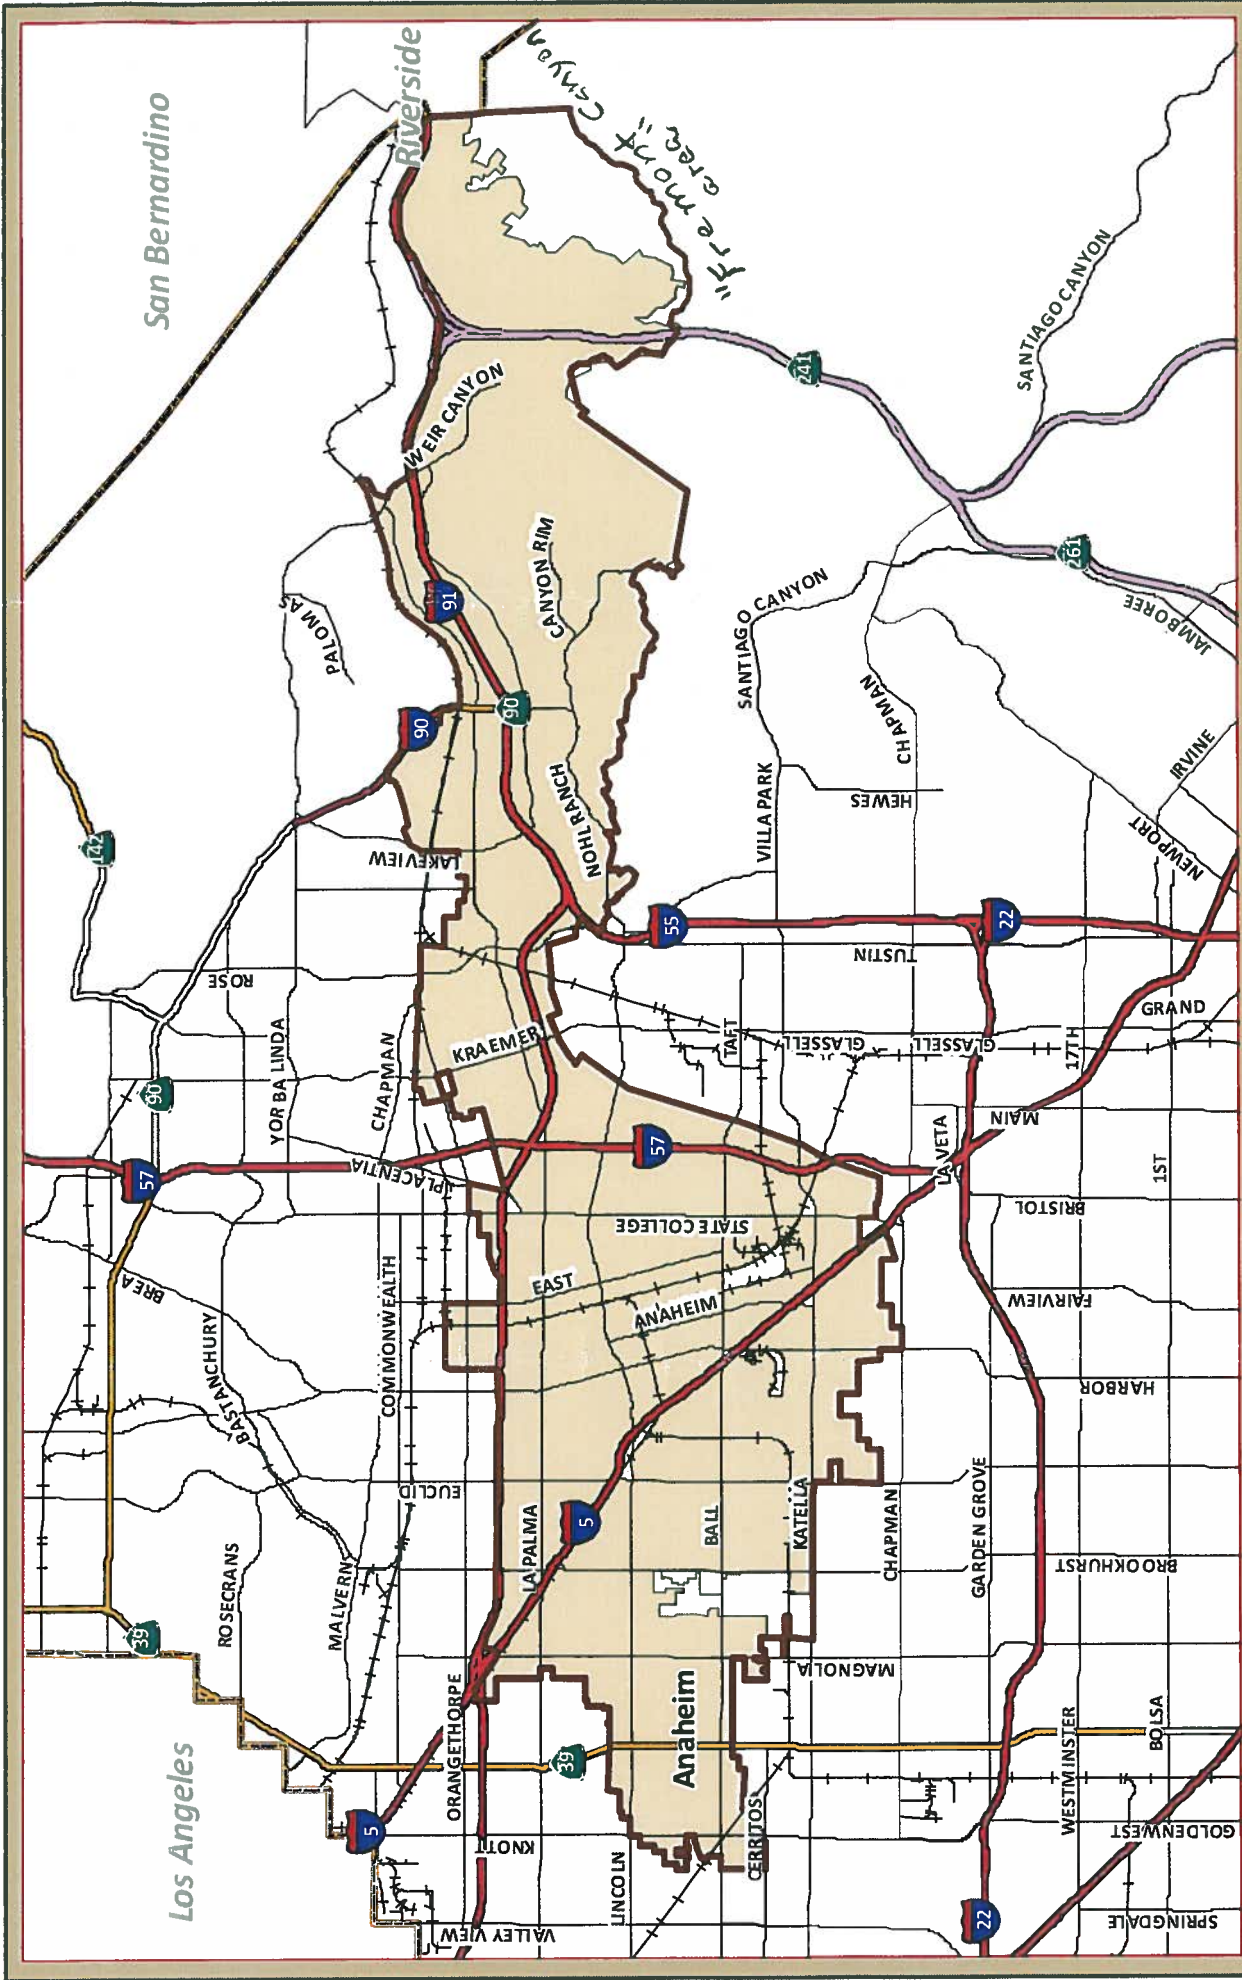 San Bernardino
Riverside
Los Angeles
"Fremont Canyon
area"
WEIR CANYON
241
SANTIAGO CANYON
261
JAMBOREE
PALOMAS
91
CANYON RIM
90
90
SANTIAGO CANYON
CHAPMAN
IRVINE
142
LAKEVIEW
NOHL RANCH
VILLA PARK
HEWES
NEWPORT
55
22
TUSTIN
ROSE
GRAND
YORBA LINDA
CHAPMAN
KRAEMER
TAFT
GLASSELL
GLASSELL
GLASSELL
17TH
90
57
PLACENTIA
57
LA VETA
MAIN
1ST
BRISTOL
STATE COLLEGE
BREA
EAST
ANAHEIM
FAIRVIEW
BASTANCHURY
COMMONWEALTH
HARBOR
EUCLID
5
LA PALMA
BALL
KATELLA
CHAPMAN
GARDEN GROVE
BROOKHURST
39
ROSECRANS
MALVERN
MAGNOLIA
ORANGETHORPE
39
Anaheim
WESTMINSTER
BOLSA
5
KNOTT
CERRITOS
GOLDENWEST
LINCOLN
VALLEY VIEW
22
SPRINGDALE